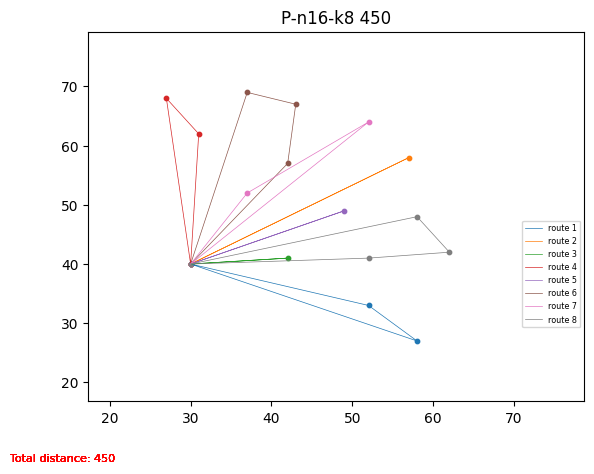 P-n16-k8 450
70
60
50
40
30
20
20
30
40
50
60
70
route 1
route 2
route 3
route 4
route 5
route 6
route 7
route 8
Total distance: 450